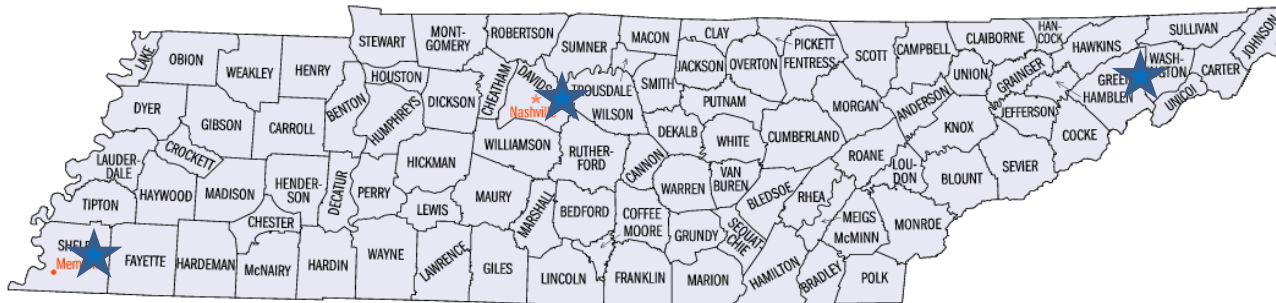 LAKE
OBION
WEAKLEY
HENRY
STEWART
MONT-
GOMERY
ROBERTSON
SUMNER
MACON
CLAY
PICKETT
FENTRESS
SCOTT
CAMPBELL
CLAIBORNE
HAN-
COCK
HAWKINS
SULLIVAN
JOHNSON
HOUSTON
CHEATHAM
TROUSDALE
SMITH
JACKSON
OVERTON
UNION
GRAINGER
HAMBLEN
WASH-
INGTON
CARTER
UNICOI
DYER
GIBSON
CARROLL
BENTON
HUMPHREYS
DICKSON
Nashville
WILSON
PUTNAM
MORGAN
ANDERSON
KNOX
JEFFERSON
COCKE
LAUDER-
DALE
CROCKETT
HAYWOOD
MADISON
HENDER-
SON
DECATUR
PERRY
HICKMAN
WILLIAMSON
RUTHER-
FORD
CANNON
DEKALB
WHITE
CUMBERLAND
ROANE
LOU-
DON
BLOUNT
SEVIER
TIPTON
CHESTER
LEWIS
MAURY
MARSHALL
BEDFORD
COFFEE
MOORE
WARREN
VAN
BUREN
BLEDSOE
RHEA
MEIGS
McMINN
MONROE
FAYETTE
HARDEMAN
McNAIRY
HARDIN
WAYNE
LAWRENCE
GILES
LINCOLN
FRANKLIN
GRUNDY
MARION
SEQUAT
CHIE
HAMILTON
BRADLEY
POLK